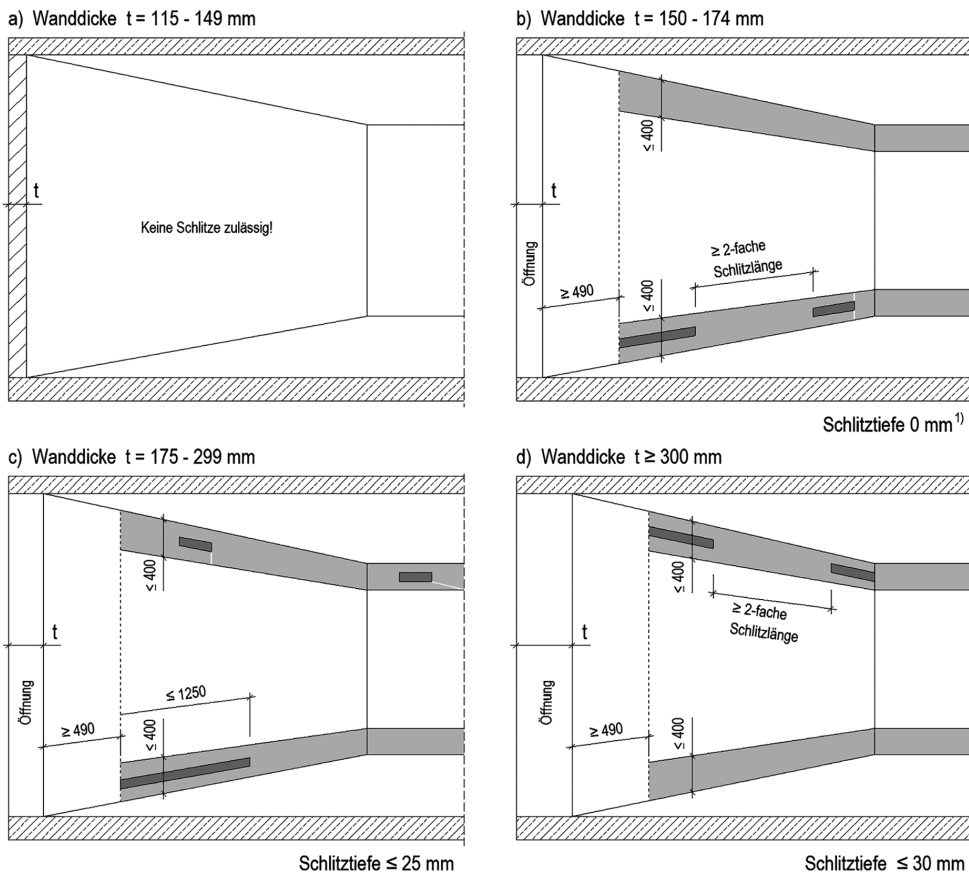 a) Wanddicke t = 115 - 149 mm
t
Keine Schlitze zulässig!
b) Wanddicke t = 150 - 174 mm
≤ 400
t
Öffnung
≥ 490
≤ 400
≥ 2-fache
Schlitzlänge
Schlitztiefe 0 mm¹⁾
c) Wanddicke t = 175 - 299 mm
≤ 400
t
Öffnung
≥ 490
≤ 1250
≤ 400
Schlitztiefe ≤ 25 mm
d) Wanddicke t ≥ 300 mm
≤ 400
≥ 2-fache
Schlitzlänge
t
Öffnung
≥ 490
≤ 400
Schlitztiefe ≤ 30 mm